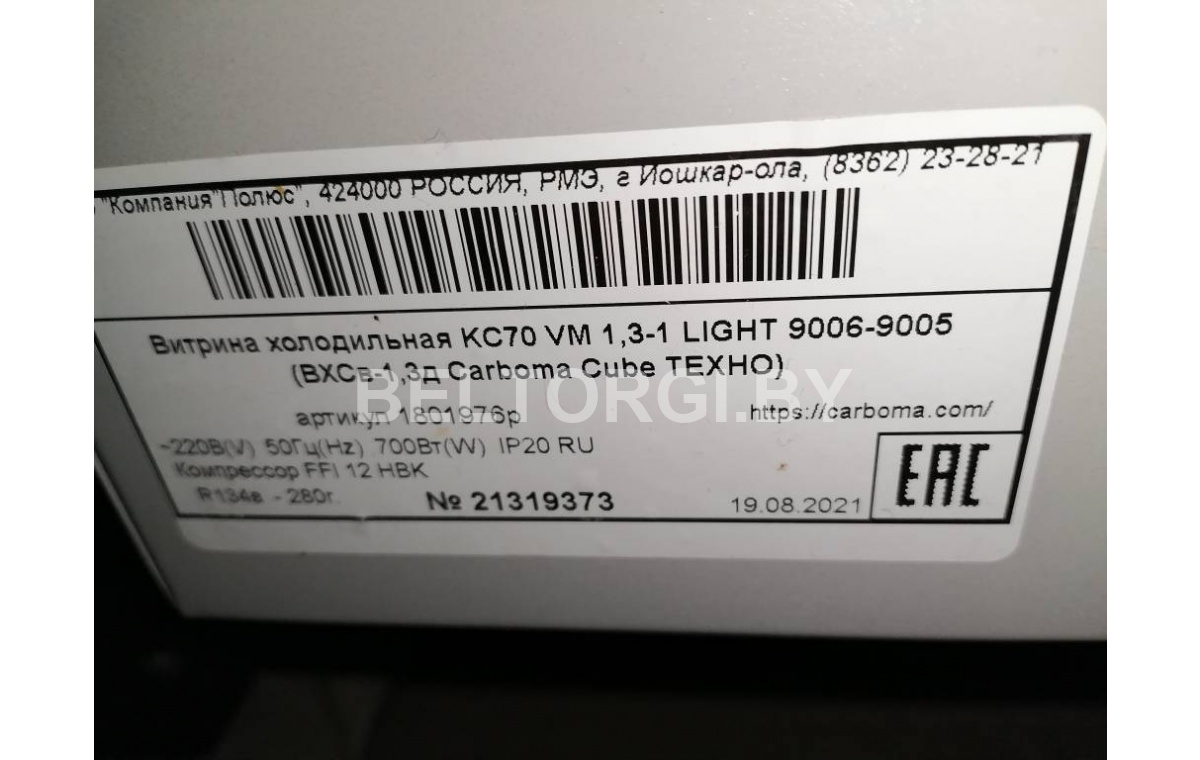 "Компания"Полюс", 424000 РОССИЯ, РМЭ, г Йошкар-ола, (8362) 23-28-21
Витрина холодильная KC70 VM 1,3-1 LIGHT 9006-9005
(ВХСв-1,3д Carboma Cube ТЕХНО)
BELTORGI.BY
артикул 1801976р
https://carboma.com/
~220В(V) 50Гц(Hz) 700Вт(W) IP20 RU
Компрессор FFI 12 HBK
R134в - 280г.
№ 21319373
19.08.2021
EAC